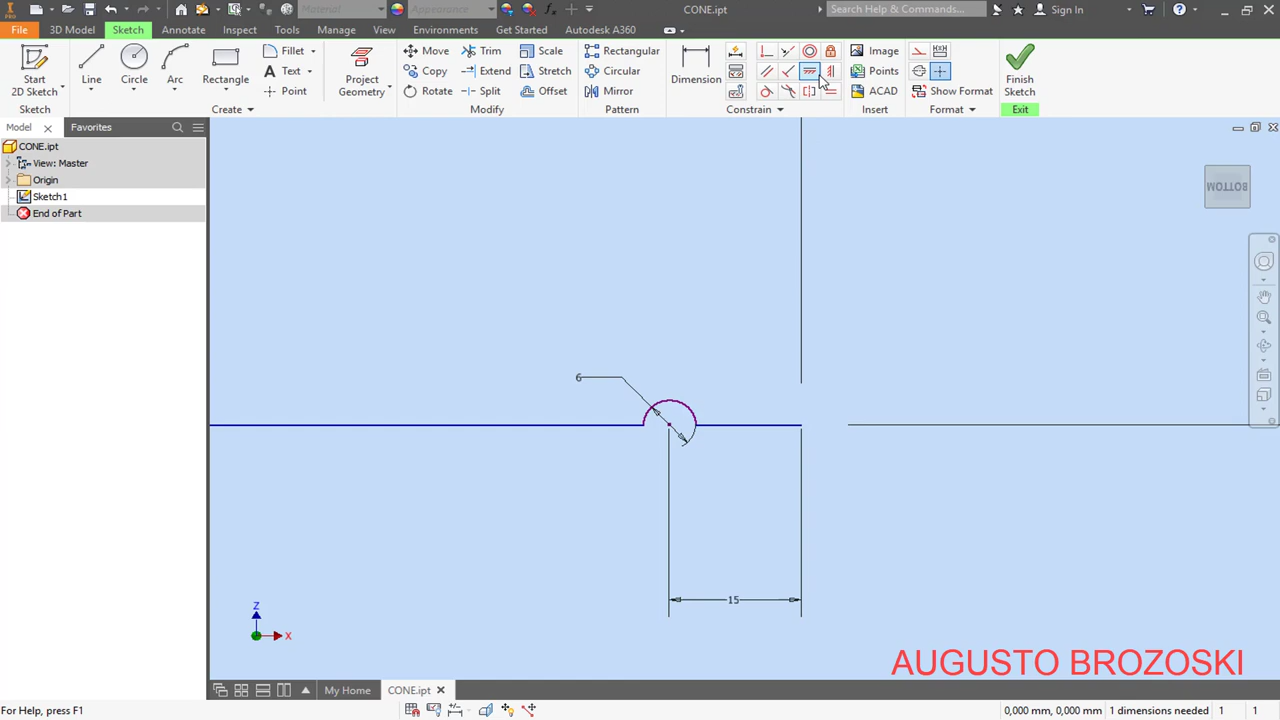 Material
Appearance
CONE.ipt
Search Help & Commands...
Sign In
PRO
File
3D Model
Sketch
Annotate
Inspect
Tools
Manage
View
Environments
Get Started
Autodesk A360
Start
2D Sketch
Line
Circle
Arc
Rectangle
Fillet
Text
Point
Project
Geometry
Move
Copy
Rotate
Trim
Extend
Split
Scale
Stretch
Offset
Rectangular
Circular
Mirror
Dimension
Image
Points
ACAD
Show Format
Finish
Sketch
Sketch
Create
Modify
Pattern
Constrain
Insert
Format
Exit
Model
Favorites
CONE.ipt
View: Master
Origin
Sketch1
End of Part
BOTTOM
6
15
Z
X
AUGUSTO BROZOSKI
My Home
CONE.ipt
For Help, press F1
0,000 mm, 0,000 mm
1 dimensions needed
1
1